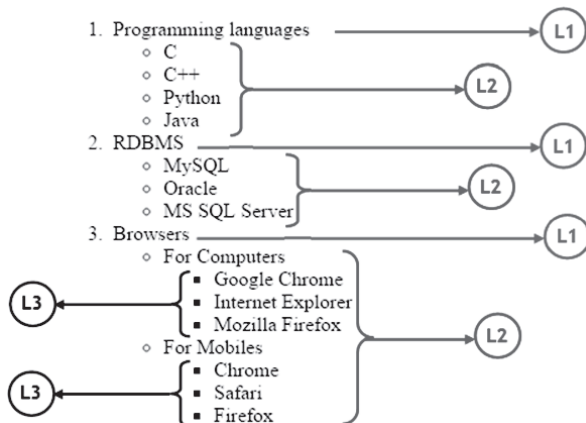 1. Programming languages L1
◦ C
◦ C++ L2
◦ Python
◦ Java
2. RDBMS L1
◦ MySQL
◦ Oracle L2
◦ MS SQL Server
3. Browsers L1
◦ For Computers
▪ Google Chrome
L3 ▪ Internet Explorer
▪ Mozilla Firefox L2
◦ For Mobiles
▪ Chrome
L3 ▪ Safari
▪ Firefox